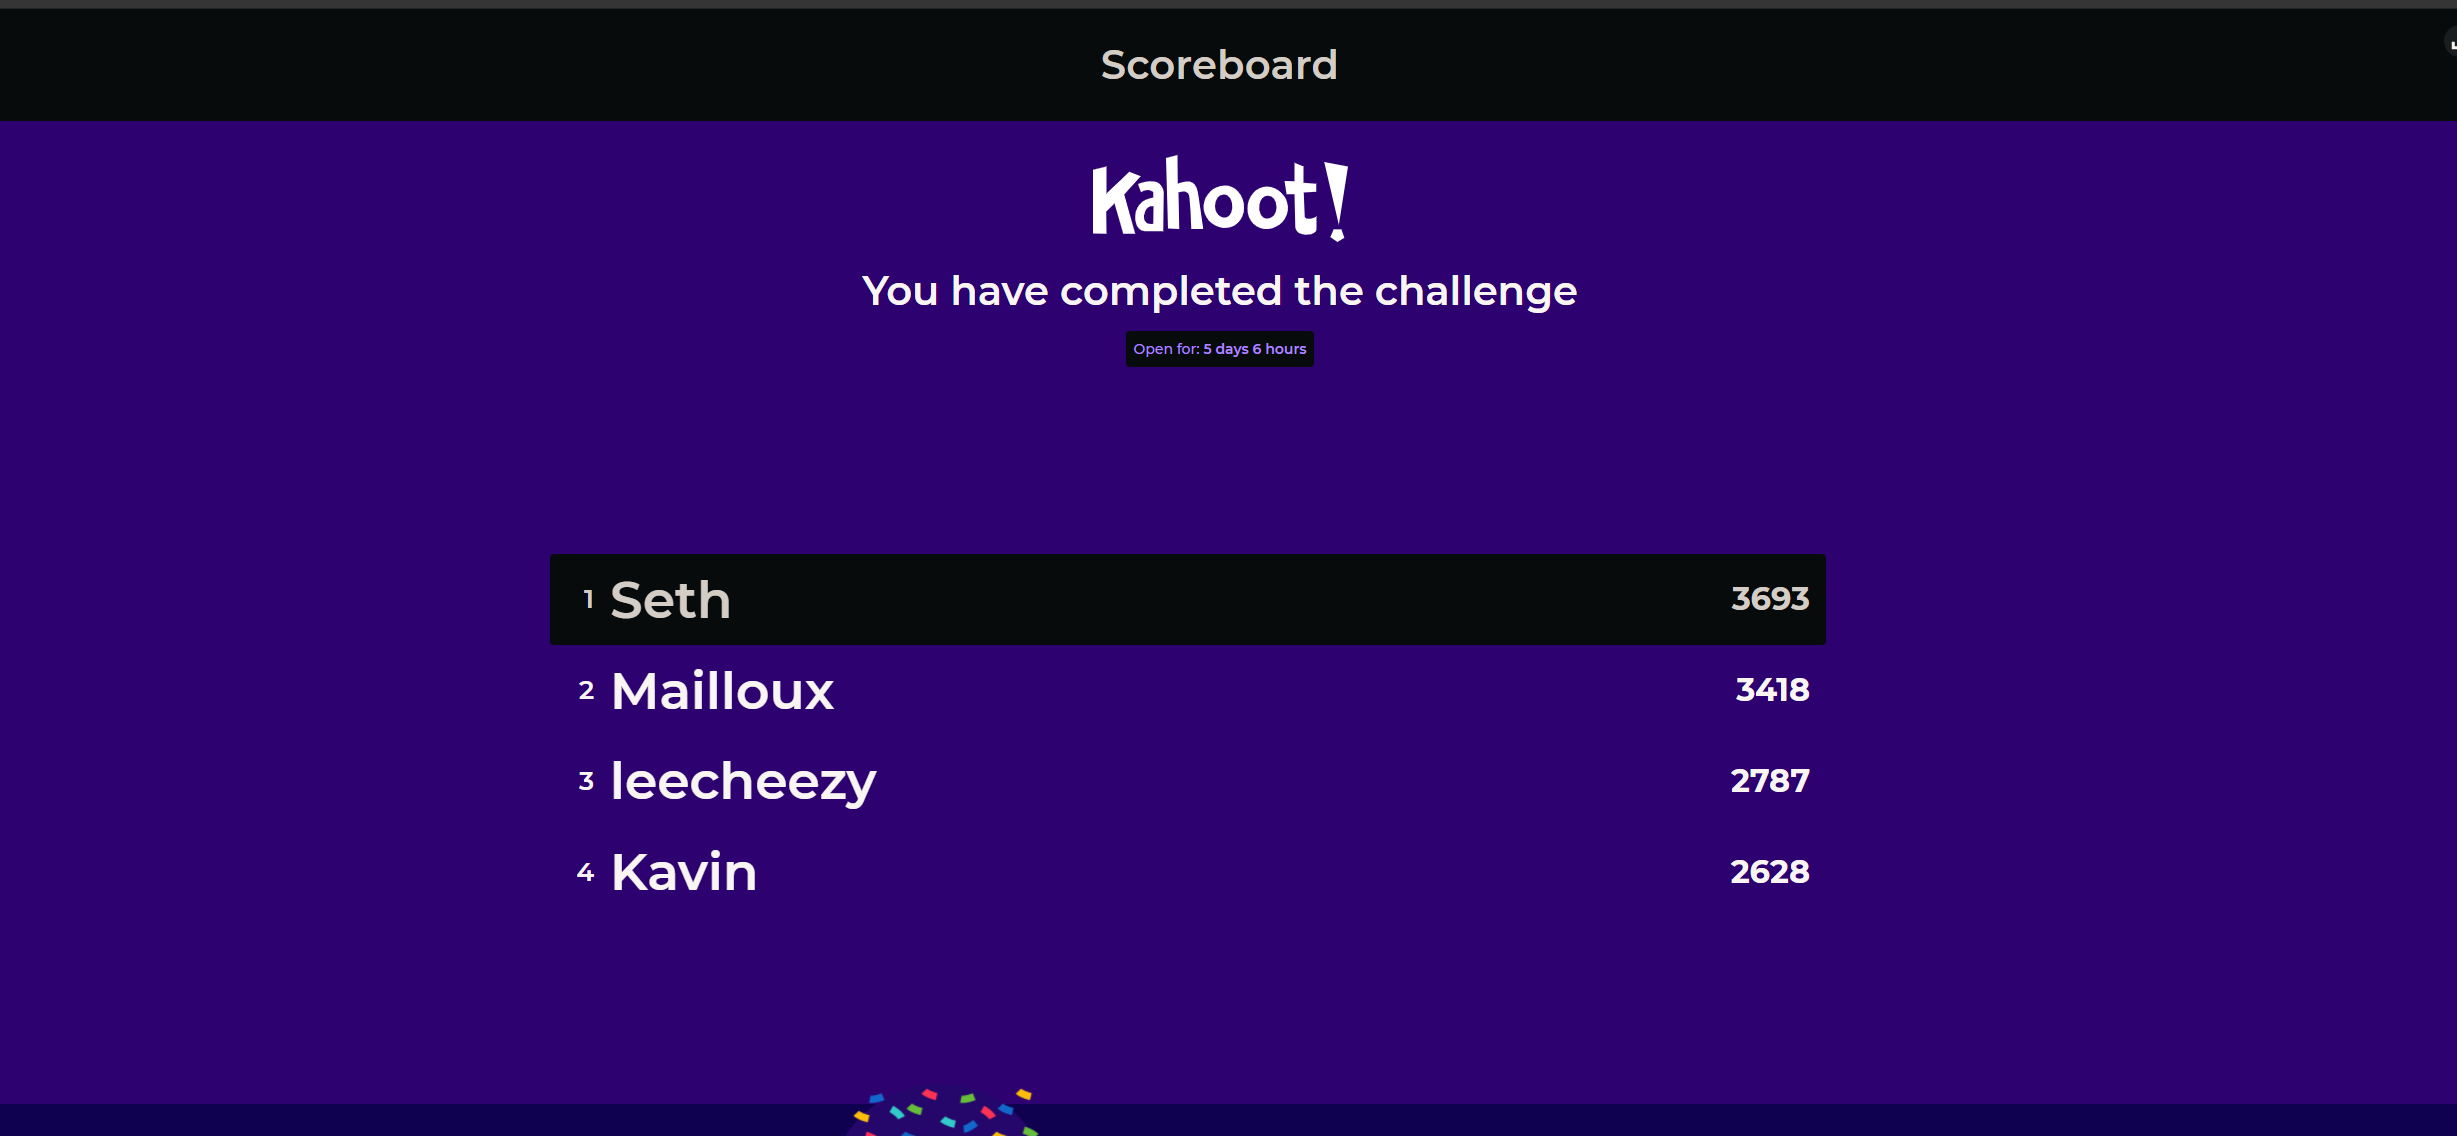 Scoreboard
Kahoot!
You have completed the challenge
Open for: 5 days 6 hours
1 Seth 3693
2 Mailloux 3418
3 leecheezy 2787
4 Kavin 2628